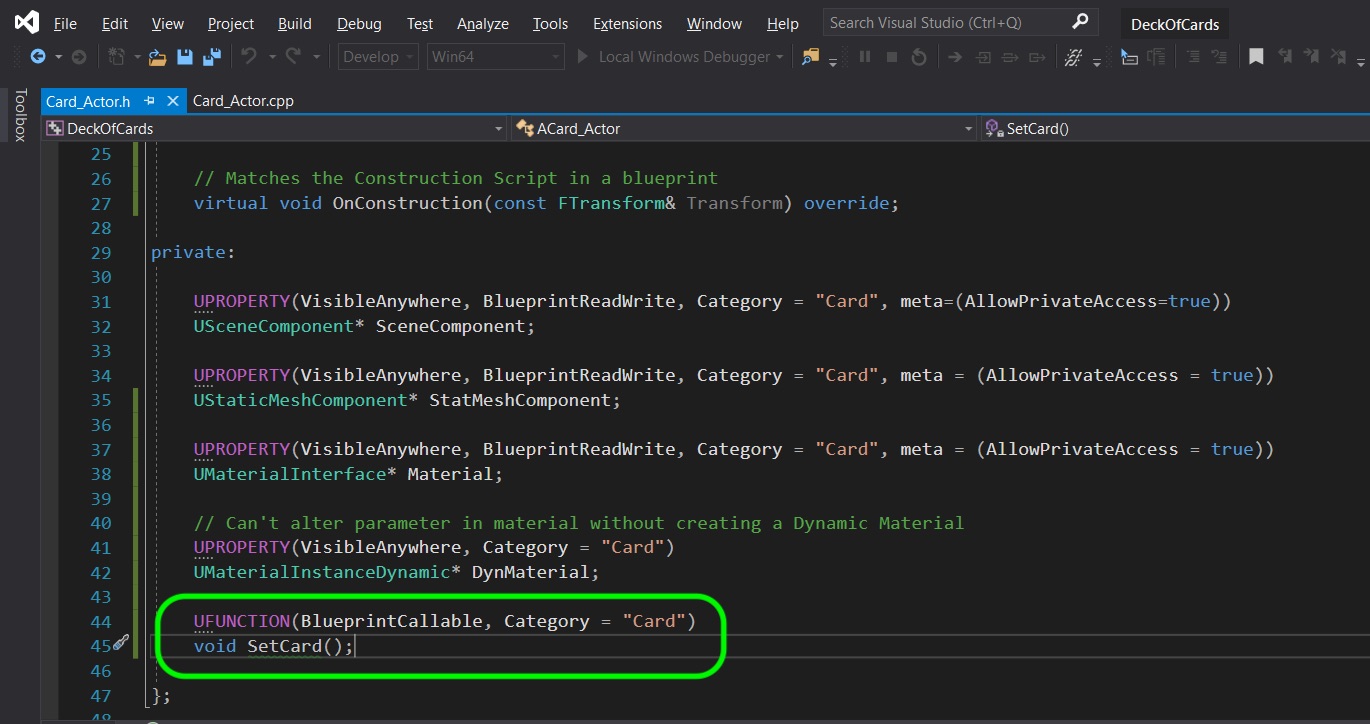 File Edit View Project Build Debug Test Analyze Tools Extensions Window Help Search Visual Studio (Ctrl+Q) DeckOfCards
Develop Win64 Local Windows Debugger
Toolbox
Card_Actor.h Card_Actor.cpp
DeckOfCards ACard_Actor SetCard()
25
26 // Matches the Construction Script in a blueprint
27 virtual void OnConstruction(const FTransform& Transform) override;
28
29 private:
30
31 UPROPERTY(VisibleAnywhere, BlueprintReadWrite, Category = "Card", meta=(AllowPrivateAccess=true))
32 USceneComponent* SceneComponent;
33
34 UPROPERTY(VisibleAnywhere, BlueprintReadWrite, Category = "Card", meta = (AllowPrivateAccess = true))
35 UStaticMeshComponent* StatMeshComponent;
36
37 UPROPERTY(VisibleAnywhere, BlueprintReadWrite, Category = "Card", meta = (AllowPrivateAccess = true))
38 UMaterialInterface* Material;
39
40 // Can't alter parameter in material without creating a Dynamic Material
41 UPROPERTY(VisibleAnywhere, Category = "Card")
42 UMaterialInstanceDynamic* DynMaterial;
43
44 UFUNCTION(BlueprintCallable, Category = "Card")
45 void SetCard();
46
47 };
48